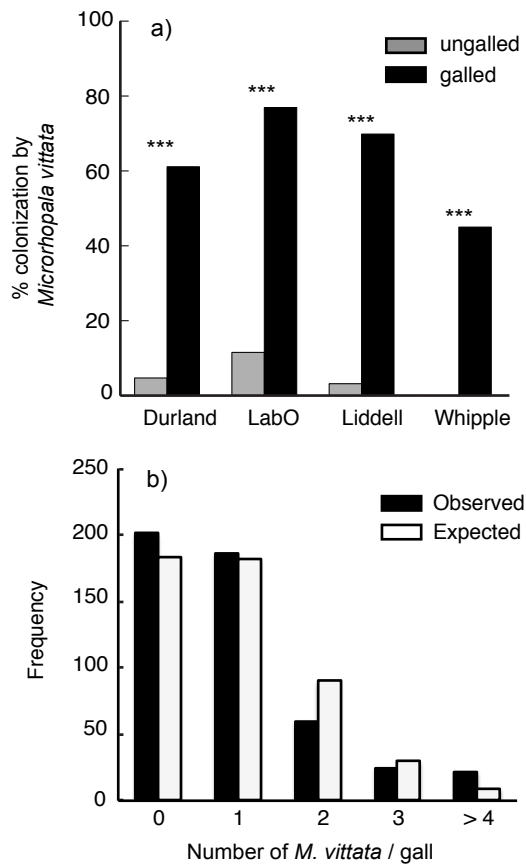 a)
ungalled
galled
% colonization by
Microrhopala vittata
100
80
60
40
20
0
***
***
***
***
Durland LabO Liddell Whipple
b)
Observed
Expected
Frequency
250
200
150
100
50
0
0 1 2 3 > 4
Number of M. vittata / gall